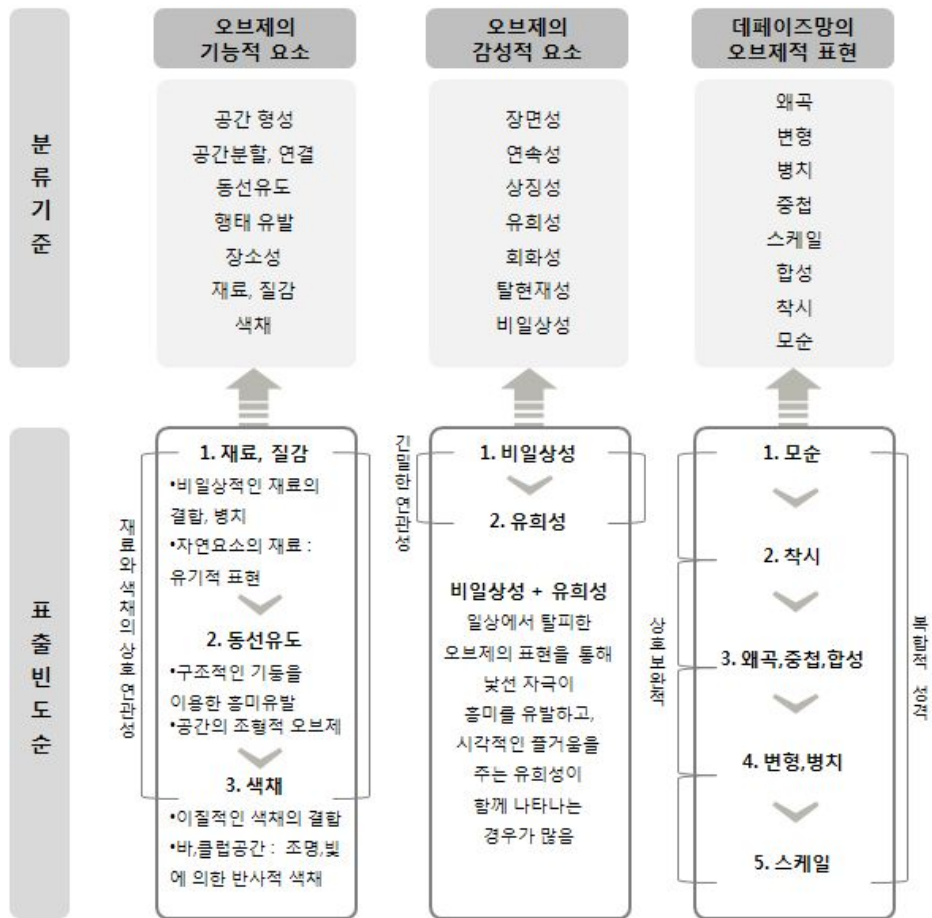 오브제의
기능적 요소
오브제의
감성적 요소
데페이즈망의
오브제적 표현
분류기준
공간 형성
공간분할, 연결
동선유도
행태 유발
장소성
재료, 질감
색채
장면성
연속성
상징성
유희성
회화성
탈현재성
비일상성
왜곡
변형
병치
중첩
스케일
합성
착시
모순
표출빈도순
재료와 색채의 상호 연관성
1. 재료, 질감
•비일상적인 재료의
결합, 병치
•자연요소의 재료 :
유기적 표현
2. 동선유도
•구조적인 기둥을
이용한 흥미유발
•공간의 조형적 오브제
3. 색채
•이질적인 색채의 결합
•바,클럽공간 : 조명,빛
에 의한 반사적 색채
긴밀한 연관성
1. 비일상성
2. 유희성
비일상성 + 유희성
일상에서 탈피한
오브제의 표현을 통해
낯선 자극이
흥미를 유발하고,
시각적인 즐거움을
주는 유희성이
함께 나타나는
경우가 많음
상호보완적
1. 모순
2. 착시
3. 왜곡,중첩,합성
4. 변형,병치
5. 스케일
복합적 성격